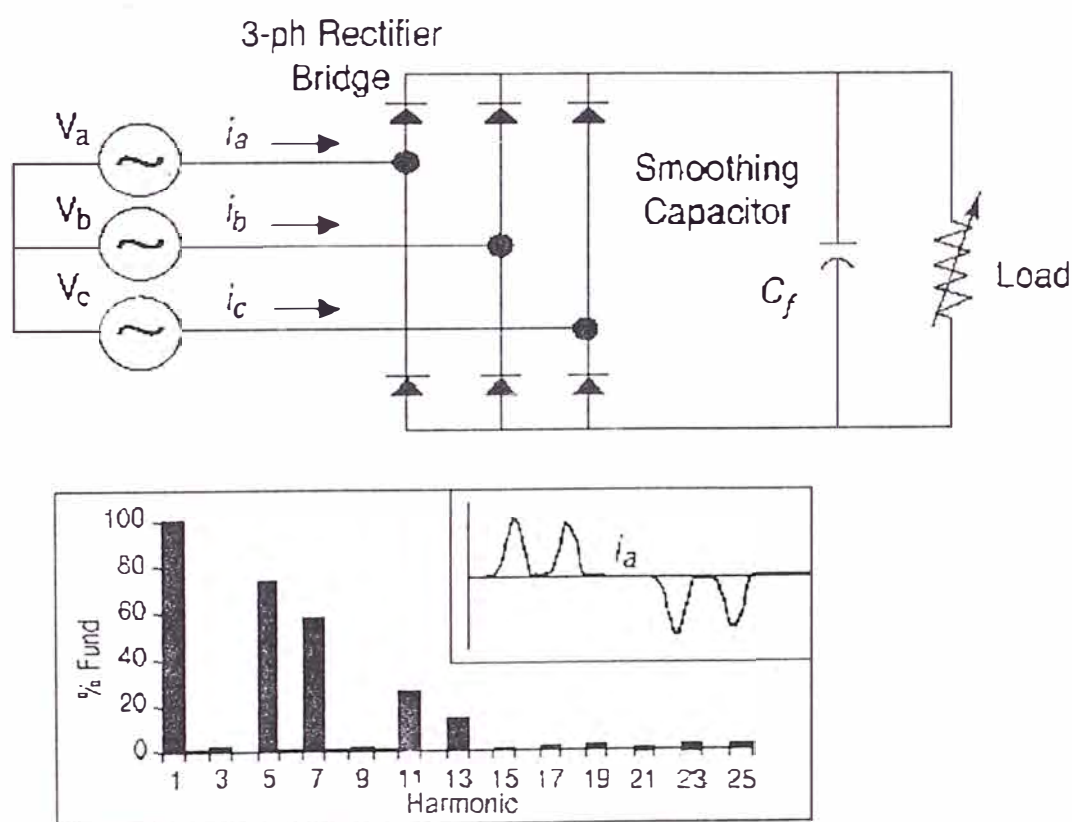 3-ph Rectifier
Bridge
Va
ia
Vb
ib
Vc
ic
Smoothing
Capacitor
Cf
Load
% Fund
100
80
60
40
20
0
ia
1 3 5 7 9 11 13 15 17 19 21 23 25
Harmonic